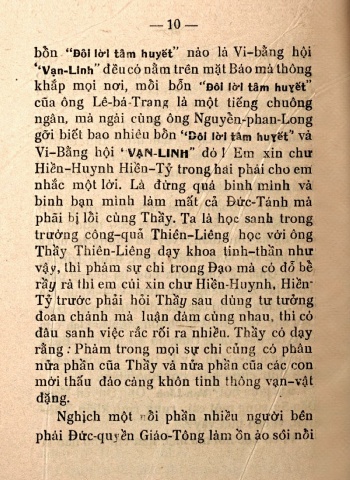 — 10 —
bồn "Đôi lời tâm huyết" nào là Vi-bằng hội
"Vạn-Linh" đều có nằm trên mặt Báo mà thông
khắp mọi nơi, mỗi bổn "Đôi lời tâm huyết"
của ông Lê-bá-Trang là một tiếng chuông
ngân, mà ngài cùng ông Nguyễn-phan-Long
gởi biết bao nhiêu bồn "Đôi lời tâm huyết" và
Vi-Bằng hội "VẠN-LINH" đó ! Em xin chư
Hiền-Huynh Hiền-Tỷ trong hai phái cho em
nhắc một lời. Là đừng quá binh mình và
binh bạn mình làm mất cả Đức-Tánh mà
phãi bị lỗi cùng Thầy. Ta là học sanh trong
trường công-quả Thiên-Liêng học với ông
Thầy Thiên-Liêng dạy khoa tinh-thần như
vậy, thì phàm sự chi trong Đạo mà có đổ bề
rầy rà thì em cúi xin chư Hiền-Huynh, Hiền-
Tỷ trước phải hỏi Thầy sau dùng tư tưởng
đoan chánh mà luận đàm cùng nhau, thì có
đâu sanh việc rắc rối ra nhiều. Thầy có dạy
rằng : Phàm trong mọi sự chi cũng có phân
nửa phần của Thầy và nửa phần của các con
mới thấu đáo càng khôn tinh thông vạn-vật
đặng.
Nghịch một nỗi phần nhiều người bên
phái Đức-quyền Giáo-Tông làm ồn ào sôi nổi